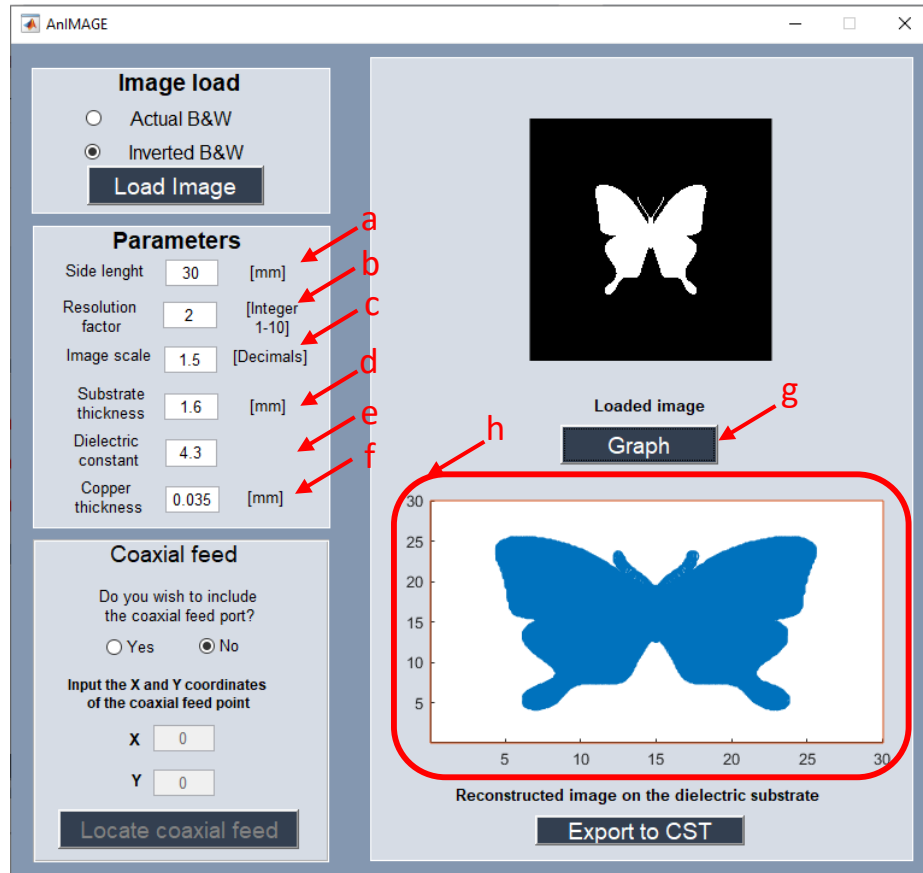 AnIMAGE
Image load
Actual B&W
Inverted B&W
Load Image
Parameters
a
Side lenght 30 [mm]
b
Resolution
factor
2
[Integer
1-10]
c
Image scale 1.5 [Decimals]
d
Substrate
thickness
1.6 [mm]
e
Dielectric
constant
4.3
f
Copper
thickness
0.035 [mm]
Coaxial feed
Do you wish to include
the coaxial feed port?
Yes No
Input the X and Y coordinates
of the coaxial feed point
X 0
Y 0
Locate coaxial feed
Loaded image
g
Graph
h
30
25
20
15
10
5
5 10 15 20 25 30
Reconstructed image on the dielectric substrate
Export to CST